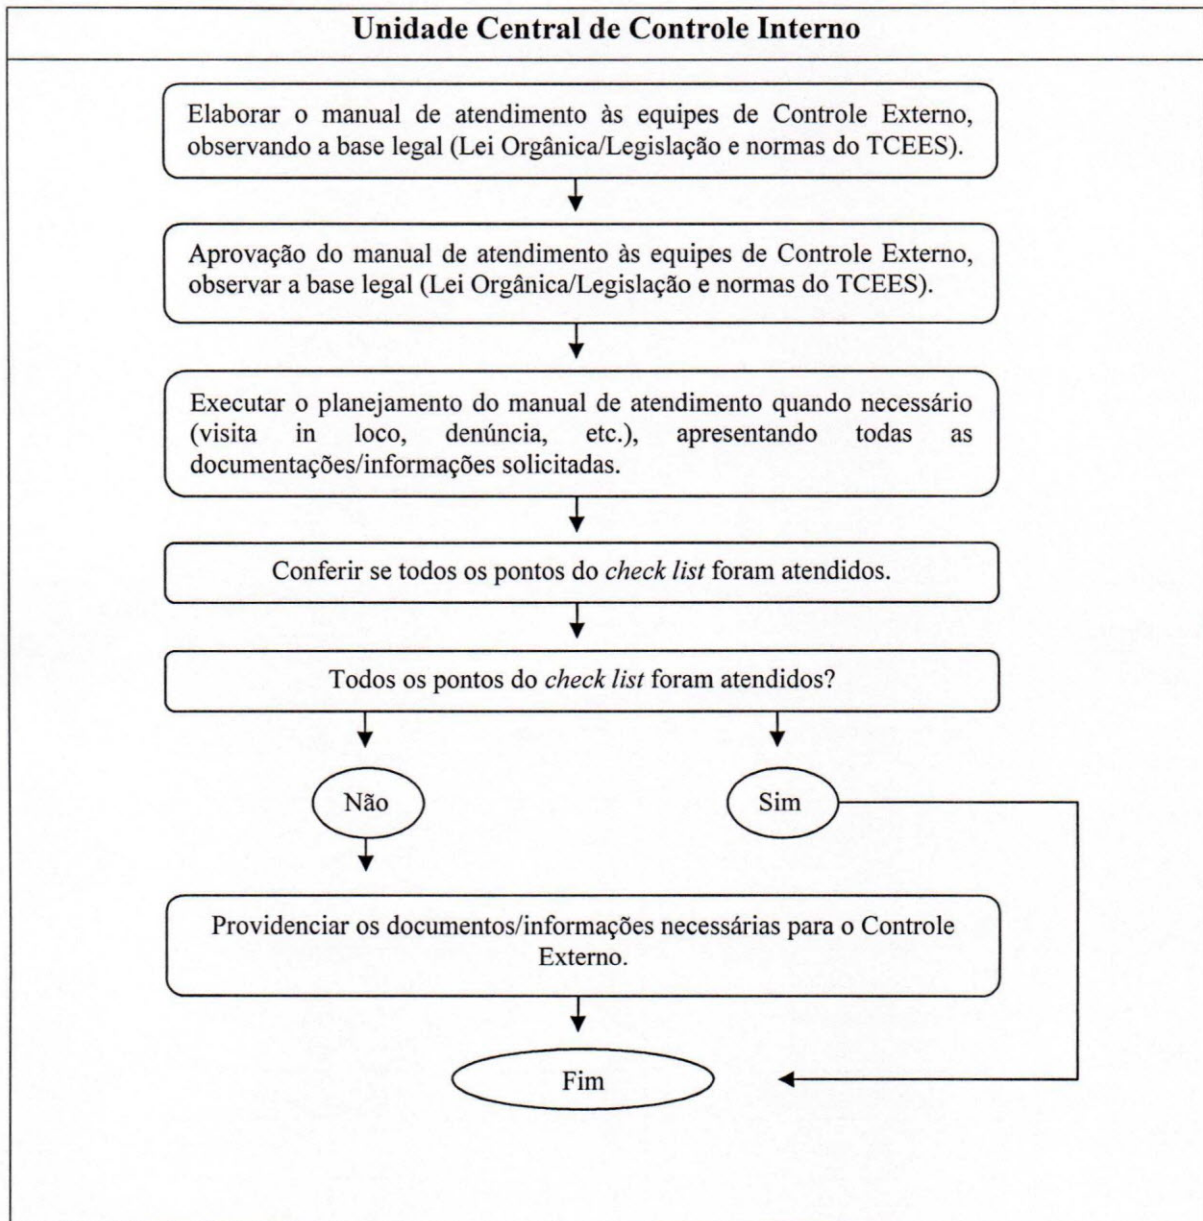 Unidade Central de Controle Interno
Elaborar o manual de atendimento às equipes de Controle Externo,
observando a base legal (Lei Orgânica/Legislação e normas do TCEES).
Aprovação do manual de atendimento às equipes de Controle Externo,
observar a base legal (Lei Orgânica/Legislação e normas do TCEES).
Executar o planejamento do manual de atendimento quando necessário
(visita in loco, denúncia, etc.), apresentando todas as
documentações/informações solicitadas.
Conferir se todos os pontos do check list foram atendidos.
Todos os pontos do check list foram atendidos?
Não
Sim
Providenciar os documentos/informações necessárias para o Controle
Externo.
Fim